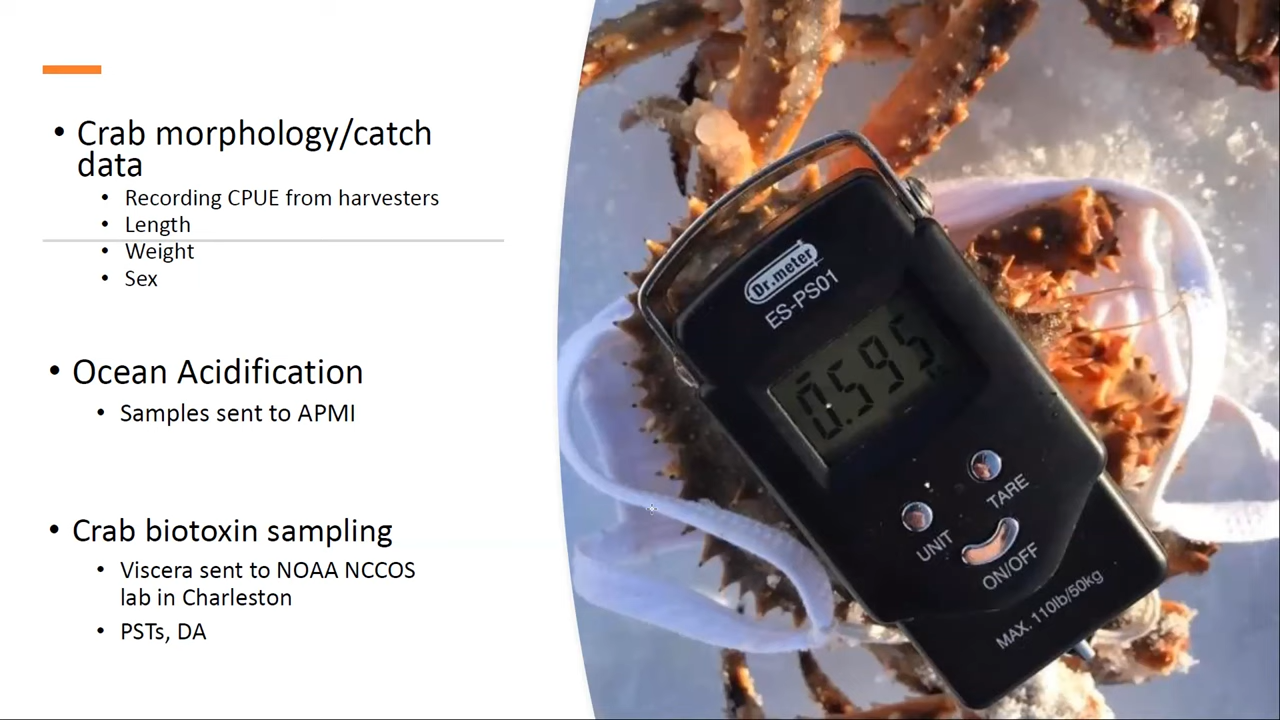 • Crab morphology/catch
data
• Recording CPUE from harvesters
• Length
• Weight
• Sex
• Ocean Acidification
• Samples sent to APMI
• Crab biotoxin sampling
• Viscera sent to NOAA NCCOS
lab in Charleston
• PSTs, DA
Dr.meter
ES-PS01
0.595
TARE
UNIT
ON/OFF
MAX. 110lb/50kg